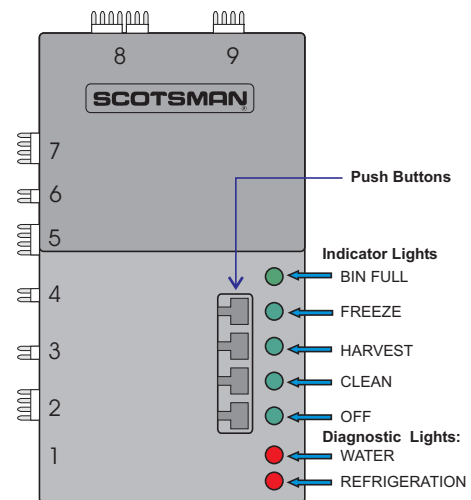 8 9
SCOTSMAN®
7
Push Buttons
6
5
Indicator Lights
BIN FULL
4
FREEZE
3
HARVEST
CLEAN
2
OFF
Diagnostic Lights:
1
WATER
REFRIGERATION